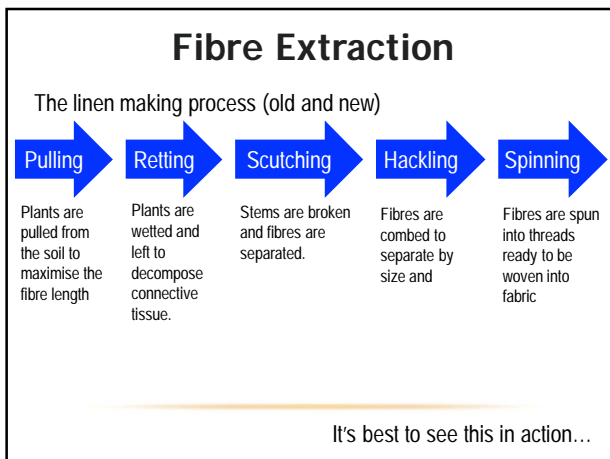 Fibre Extraction
The linen making process (old and new)
Pulling
Retting
Scutching
Hackling
Spinning
Plants are
pulled from
the soil to
maximise the
fibre length
Plants are
wetted and
left to
decompose
connective
tissue.
Stems are broken
and fibres are
separated.
Fibres are
combed to
separate by
size and
Fibres are spun
into threads
ready to be
woven into
fabric
It's best to see this in action…